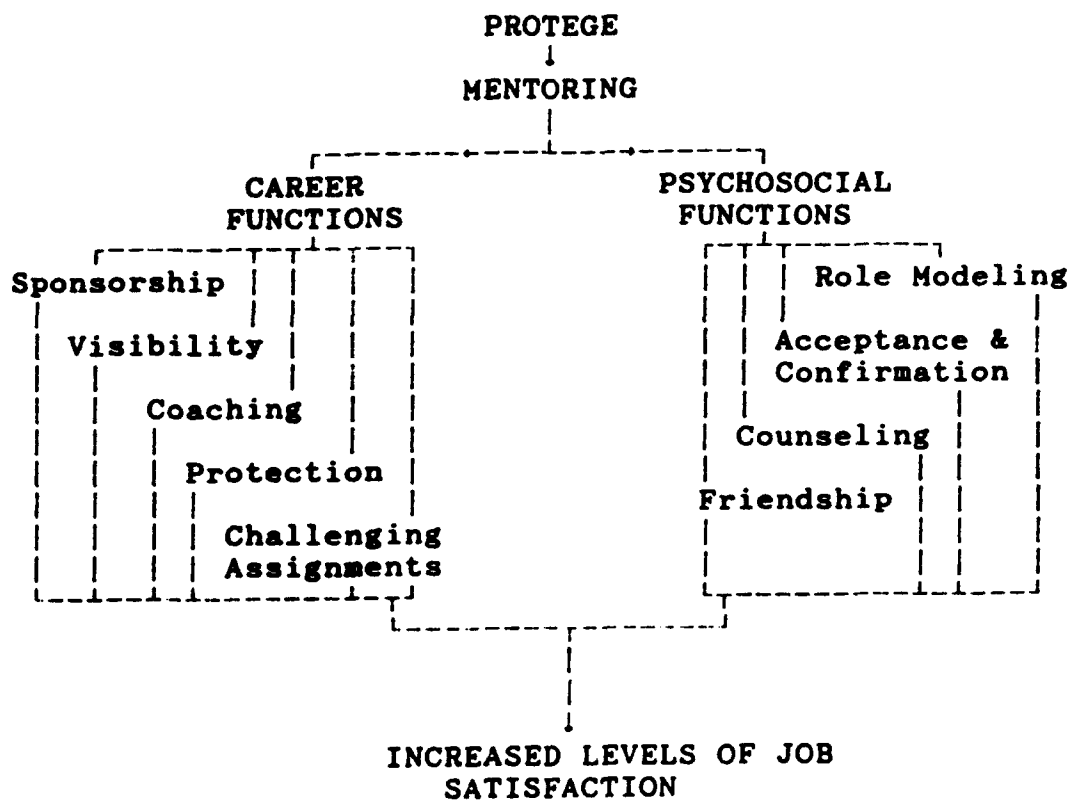 PROTEGE
MENTORING
CAREER
FUNCTIONS
PSYCHOSOCIAL
FUNCTIONS
Sponsorship
Visibility
Coaching
Protection
Challenging
Assignments
Role Modeling
Acceptance &
Confirmation
Counseling
Friendship
INCREASED LEVELS OF JOB
SATISFACTION